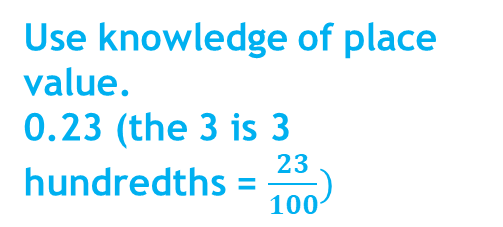 Use knowledge of place
value.
0.23 (the 3 is 3
hundredths = 23/100)